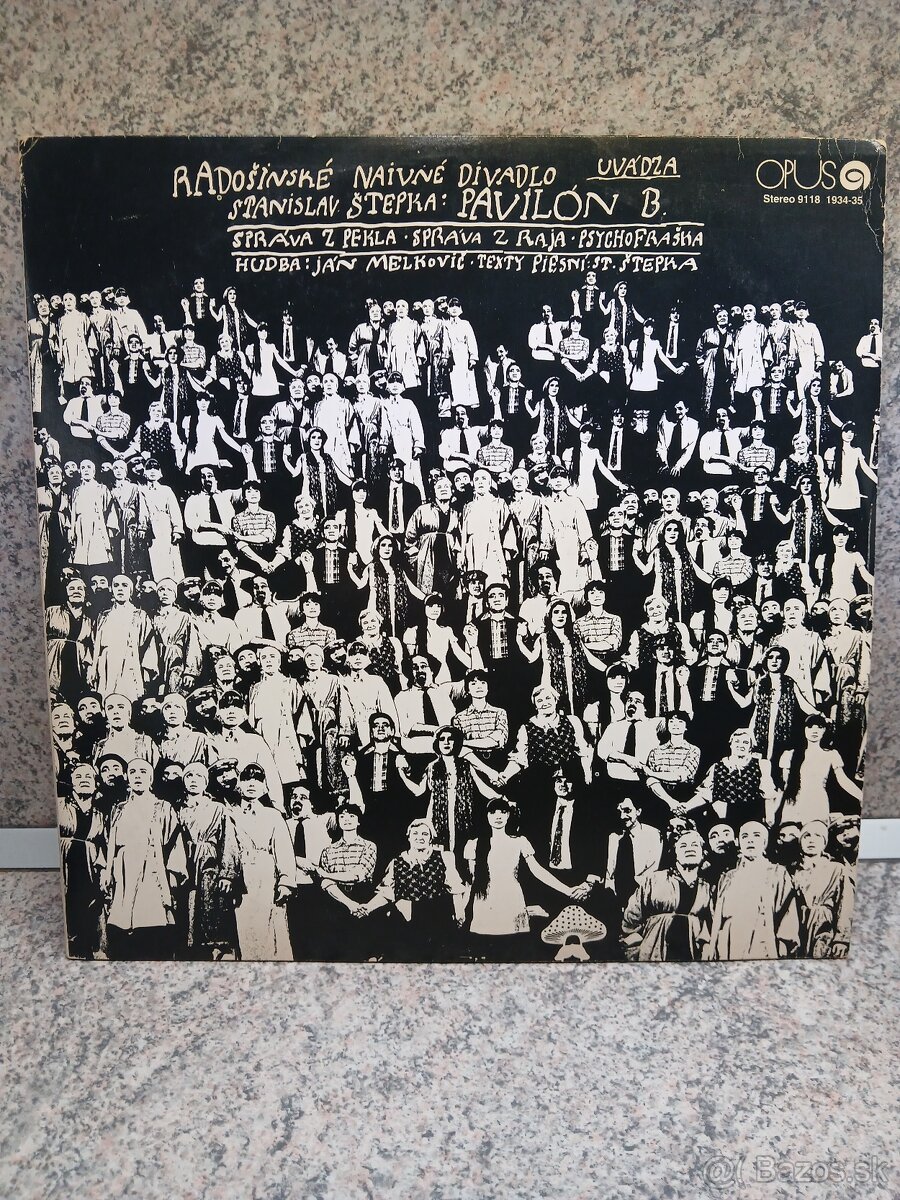 RADOŠINSKÉ NAIVNÉ DIVADLO UVÁDZA
STANISLAV ŠTEPKA: PAVILÓN B
SPRÁVA Z PEKLA · SPRÁVA Z RAJA · PSYCHOFRAŠKA
HUDBA: JÁN MELKOVIČ · TEXTY PIESNÍ: ST. ŠTEPKA
OPUS
Stereo 9118 1934-35
Bazos.sk